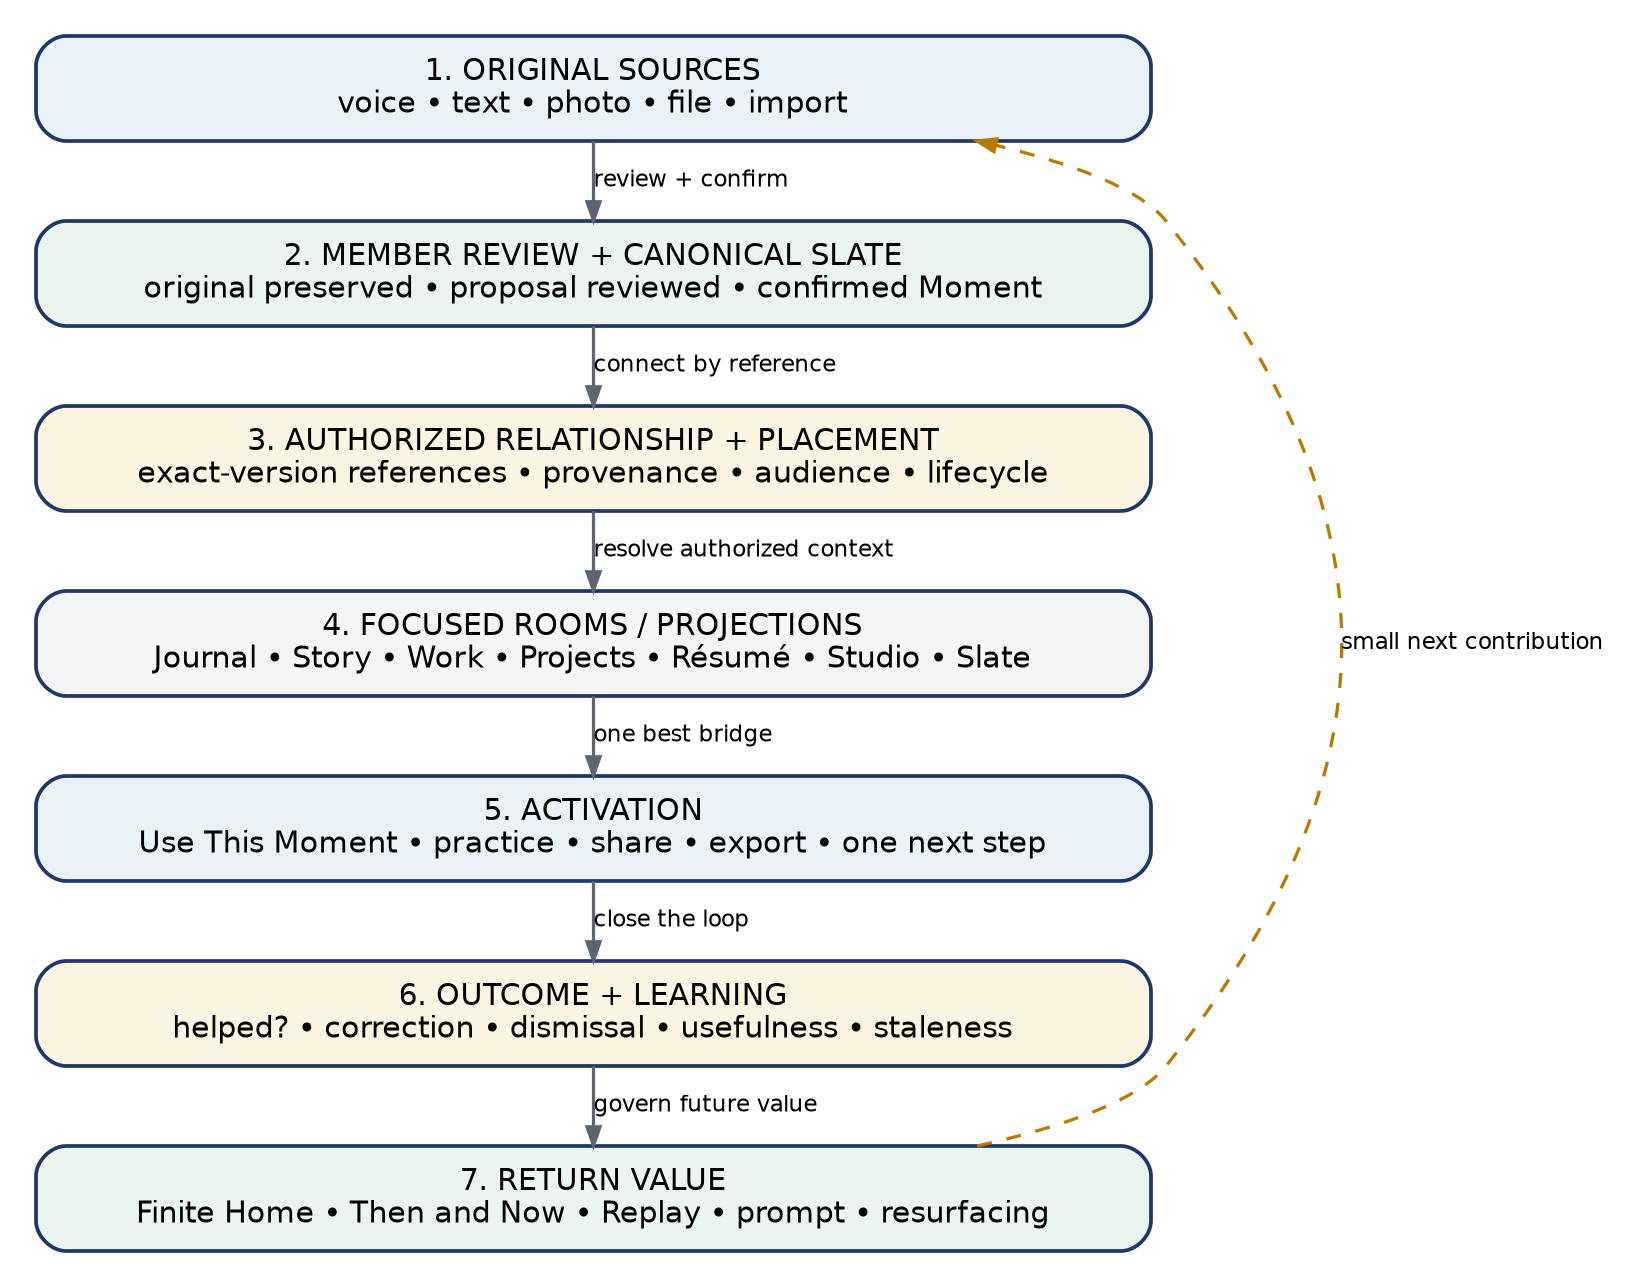 1. ORIGINAL SOURCES
voice • text • photo • file • import
review + confirm
2. MEMBER REVIEW + CANONICAL SLATE
original preserved • proposal reviewed • confirmed Moment
connect by reference
3. AUTHORIZED RELATIONSHIP + PLACEMENT
exact-version references • provenance • audience • lifecycle
resolve authorized context
4. FOCUSED ROOMS / PROJECTIONS
Journal • Story • Work • Projects • Résumé • Studio • Slate
small next contribution
one best bridge
5. ACTIVATION
Use This Moment • practice • share • export • one next step
close the loop
6. OUTCOME + LEARNING
helped? • correction • dismissal • usefulness • staleness
govern future value
7. RETURN VALUE
Finite Home • Then and Now • Replay • prompt • resurfacing